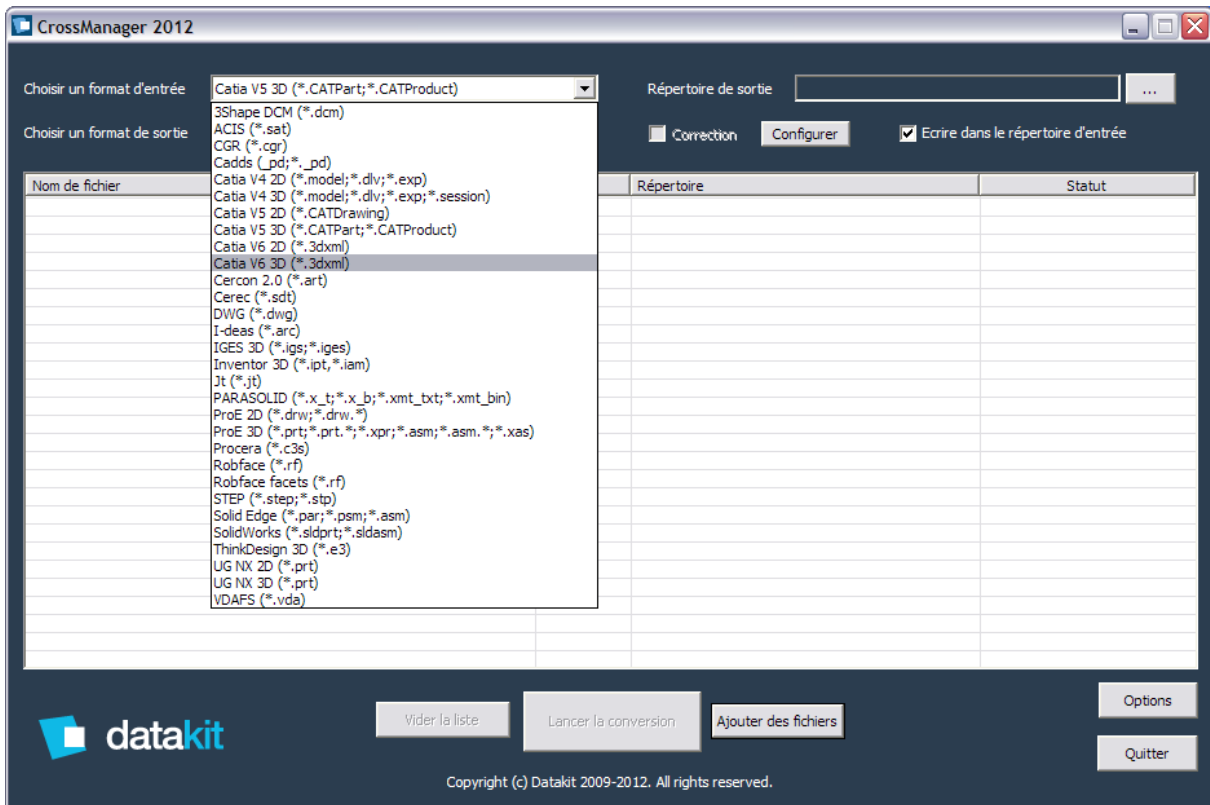 CrossManager 2012
Choisir un format d'entrée
Catia V5 3D (*.CATPart;*.CATProduct)
Répertoire de sortie
...
Choisir un format de sortie
Correction
Configurer
Ecrire dans le répertoire d'entrée
Nom de fichier
Répertoire
Statut
3Shape DCM (*.dcm)
ACIS (*.sat)
CGR (*.cgr)
Cadds (_pd;*._pd)
Catia V4 2D (*.model;*.dlv;*.exp)
Catia V4 3D (*.model;*.dlv;*.exp;*.session)
Catia V5 2D (*.CATDrawing)
Catia V5 3D (*.CATPart;*.CATProduct)
Catia V6 2D (*.3dxml)
Catia V6 3D (*.3dxml)
Cercon 2.0 (*.art)
Cerec (*.sdt)
DWG (*.dwg)
I-deas (*.arc)
IGES 3D (*.igs;*.iges)
Inventor 3D (*.ipt,*.iam)
Jt (*.jt)
PARASOLID (*.x_t;*.x_b;*.xmt_txt;*.xmt_bin)
ProE 2D (*.drw;*.drw.*)
ProE 3D (*.prt;*.prt.*;*.xpr;*.asm;*.asm.*;*.xas)
Procera (*.c3s)
Robface (*.rf)
Robface facets (*.rf)
STEP (*.step;*.stp)
Solid Edge (*.par;*.psm;*.asm)
SolidWorks (*.sldprt;*.sldasm)
ThinkDesign 3D (*.e3)
UG NX 2D (*.prt)
UG NX 3D (*.prt)
VDAFS (*.vda)
datakit
Vider la liste
Lancer la conversion
Ajouter des fichiers
Options
Quitter
Copyright (c) Datakit 2009-2012. All rights reserved.